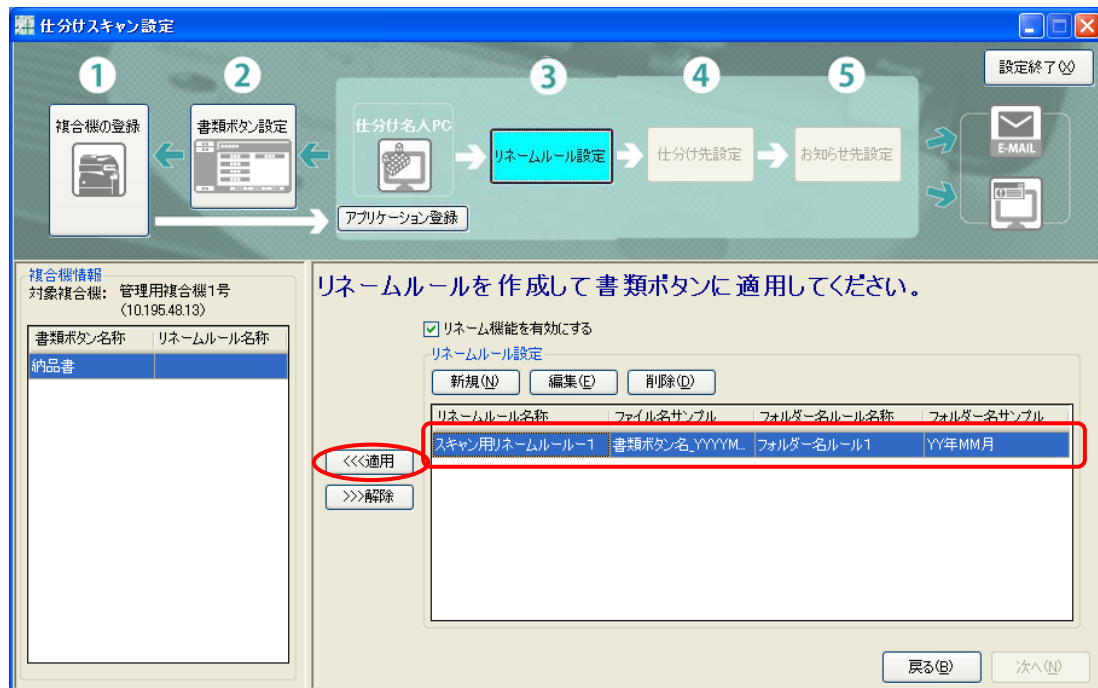 仕分けスキャン設定
1
2
3
4
5
設定終了(X)
複合機の登録
書類ボタン設定
仕分け名人PC
リネームルール設定
仕分け先設定
お知らせ先設定
E-MAIL
アプリケーション登録
複合機情報
対象複合機: 管理用複合機1号
(10.195.48.13)
書類ボタン名称 リネームルール名称
納品書
リネームルールを作成して書類ボタンに適用してください。
リネーム機能を有効にする
リネームルール設定
新規(N) 編集(E) 削除(D)
リネームルール名称 ファイル名サンプル フォルダー名ルール名称 フォルダー名サンプル
スキャン用リネームルールー1 書類ボタン名_YYYYM... フォルダー名ルール1 YY年MM月
<<<適用
>>>解除
戻る(B) 次へ(N)